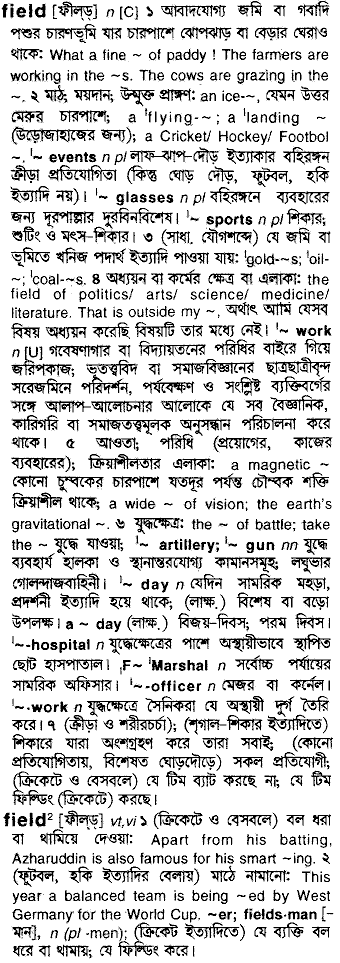 field [ফীল্ড্] n [C] ১ আবাদযোগ্য জমি বা গবাদি
পশুর চারণভূমি যার চারপাশে ঝোপঝাড় বা বেড়ার ঘেরাও
থাকে: What a fine ~ of paddy ! The farmers are
working in the ~s. The cows are grazing in the
~. ২ মাঠ; ময়দান; উন্মুক্ত প্রাঙ্গণ: an ice-~, যেমন উত্তর
মেরুর চারপাশে; a ˈflying-~; a ˈlanding ~
(উড়োজাহাজের জন্য); a Cricket/ Hockey/ Footbol
~. ˈ~ events n pl লাফ-ঝাপ-দৌড় ইত্যাকার বহিরঙ্গন
ক্রীড়া প্রতিযোগিতা (কিন্তু ঘোড় দৌড়, ফুটবল, হকি
ইত্যাদি নয়)। ˈ~ glasses n pl বহিরঙ্গনে ব্যবহারের
জন্য দূরপাল্লার দুরবিনবিশেষ। ˈ~ sports n pl শিকার;
শুটিং ও মৎস-শিকার। ৩ (সাধা. যৌগশব্দে) যে জমি বা
ভূমিতে খনিজ পদার্থ ইত্যাদি পাওয়া যায়: ˈgold-~s; ˈoil-
~; ˈcoal-~s. ৪ অধ্যয়ন বা কর্মের ক্ষেত্র বা এলাকা: the
field of politics/ arts/ science/ medicine/
literature. That is outside my ~, অর্থাৎ আমি যেসব
বিষয় অধ্যয়ন করেছি বিষয়টি তার মধ্যে নেই। ˈ~ work
n [U] গবেষণাগার বা বিদ্যায়তনের পরিধির বাইরে গিয়ে
জরিপকাজ; ভূতত্ত্ববিদ বা সমাজবিজ্ঞানের ছাত্রছাত্রীবৃন্দ
সরেজমিনে পরিদর্শন, পর্যবেক্ষণ ও সংশ্লিষ্ট ব্যক্তিবর্গের
সঙ্গে আলাপ-আলোচনার আলোকে যে সব বৈজ্ঞানিক,
কারিগরি বা সমাজতত্ত্বমূলক অনুসন্ধান পরিচালনা করে
থাকে। ৫ আওতা; পরিধি (প্রয়োগের, কাজের
ব্যবহারের); ক্রিয়াশীলতার এলাকা: a magnetic ~
কোনো চুম্বকের চারপাশে যতদূর পর্যন্ত চৌম্বক শক্তি
ক্রিয়াশীল থাকে; a wide ~ of vision; the earth's
gravitational ~. ৬ যুদ্ধক্ষেত্র: the ~ of battle; take
the ~ যুদ্ধে যাওয়া; ˈ~ artillery; ˈ~ gun nn যুদ্ধে
ব্যবহার্য হালকা ও স্থানান্তরযোগ্য কামানসমূহ; লঘুভার
গোলন্দাজবাহিনী। ˈ~ day n যেদিন সামরিক মহড়া,
প্রদর্শনী ইত্যাদি হয়ে থাকে; (লাক্ষ.) বিশেষ বা বড়ো
উপলক্ষ। a ~ day (লাক্ষ.) বিজয়-দিবস; পরম দিবস।
ˈ~-hospital n যুদ্ধক্ষেত্রের পাশে অস্থায়ীভাবে স্থাপিত
ছোট হাসপাতাল। ˌF~ ˈMarshal n সর্বোচ্চ পর্যায়ের
সামরিক অফিসার। ˈ~-officer n মেজর বা কর্নেল।
ˈ~-work n যুদ্ধক্ষেত্রে সৈনিকরা যে অস্থায়ী দুর্গ তৈরি
করে। ৭ (ক্রীড়া ও শরীরচর্চা); (শৃগাল-শিকার ইত্যাদিতে)
শিকারে যারা অংশগ্রহণ করে তারা সবাই; (কোনো
প্রতিযোগিতায়, বিশেষত ঘোড়দৌড়ে) সকল প্রতিযোগী;
(ক্রিকেটে ও বেসবলে) যে টিম ব্যাট করছে না; যে টিম
ফিল্ডিং (ক্রিকেটে) করছে।
field² [ফীল্ড্] vt,vi ১ (ক্রিকেটে ও বেসবলে) বল ধরা
বা থামিয়ে দেওয়া: Apart from his batting,
Azharuddin is also famous for his smart ~ing. ২
(ফুটবল, হকি ইত্যাদির বেলায়) মাঠে নামানো: This
year a balanced team is being ~ed by West
Germany for the World Cup. ~er; fields·man [-
মান্], n (pl -men); (ক্রিকেট ইত্যাদিতে) যে ব্যক্তি বল
ধরে বা থামায়; যে ফিল্ডিং করে।